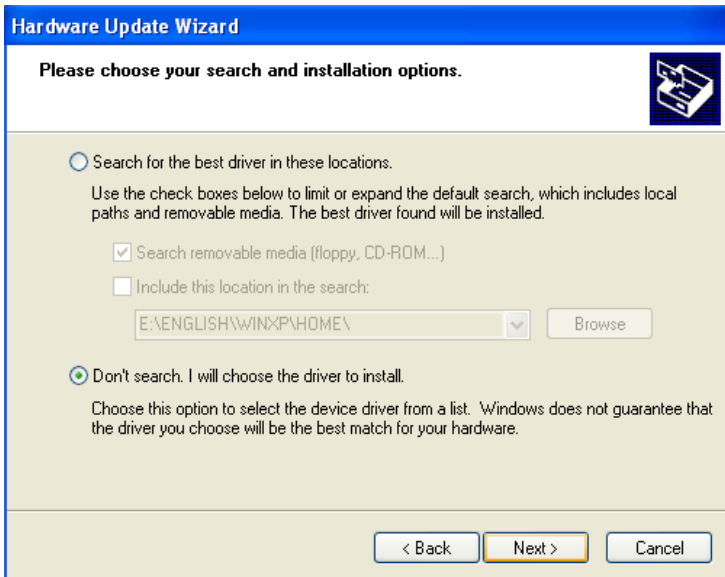 Hardware Update Wizard
Please choose your search and installation options.
Search for the best driver in these locations.
Use the check boxes below to limit or expand the default search, which includes local
paths and removable media. The best driver found will be installed.
Search removable media (floppy, CD-ROM...)
Include this location in the search:
E:\ENGLISH\WINXP\HOME\
Browse
Don't search. I will choose the driver to install.
Choose this option to select the device driver from a list. Windows does not guarantee that
the driver you choose will be the best match for your hardware.
< Back
Next >
Cancel